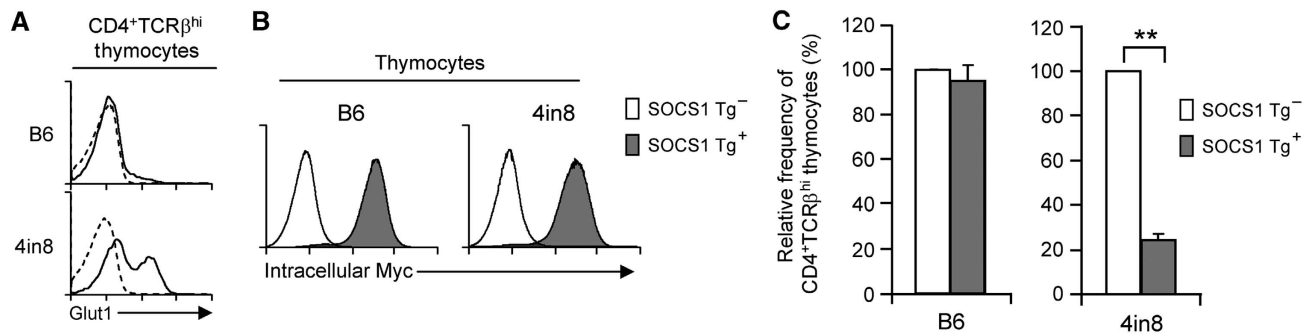 A
CD4⁺TCRβʰⁱ
thymocytes
B6
4in8
Glut1
B
Thymocytes
B6 4in8
SOCS1 Tg⁻
SOCS1 Tg⁺
Intracellular Myc
C
Relative frequency of
CD4⁺TCRβʰⁱ thymocytes (%)
120
100
80
60
40
20
0
B6
120
100
80
60
40
20
0
**
4in8
SOCS1 Tg⁻
SOCS1 Tg⁺